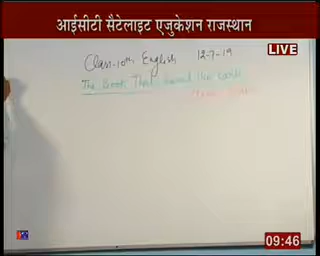 आईसीटी सैटेलाइट एजुकेशन राजस्थान
LIVE
Class-10th English 12-7-19
The Book That Saved the Earth
09:46